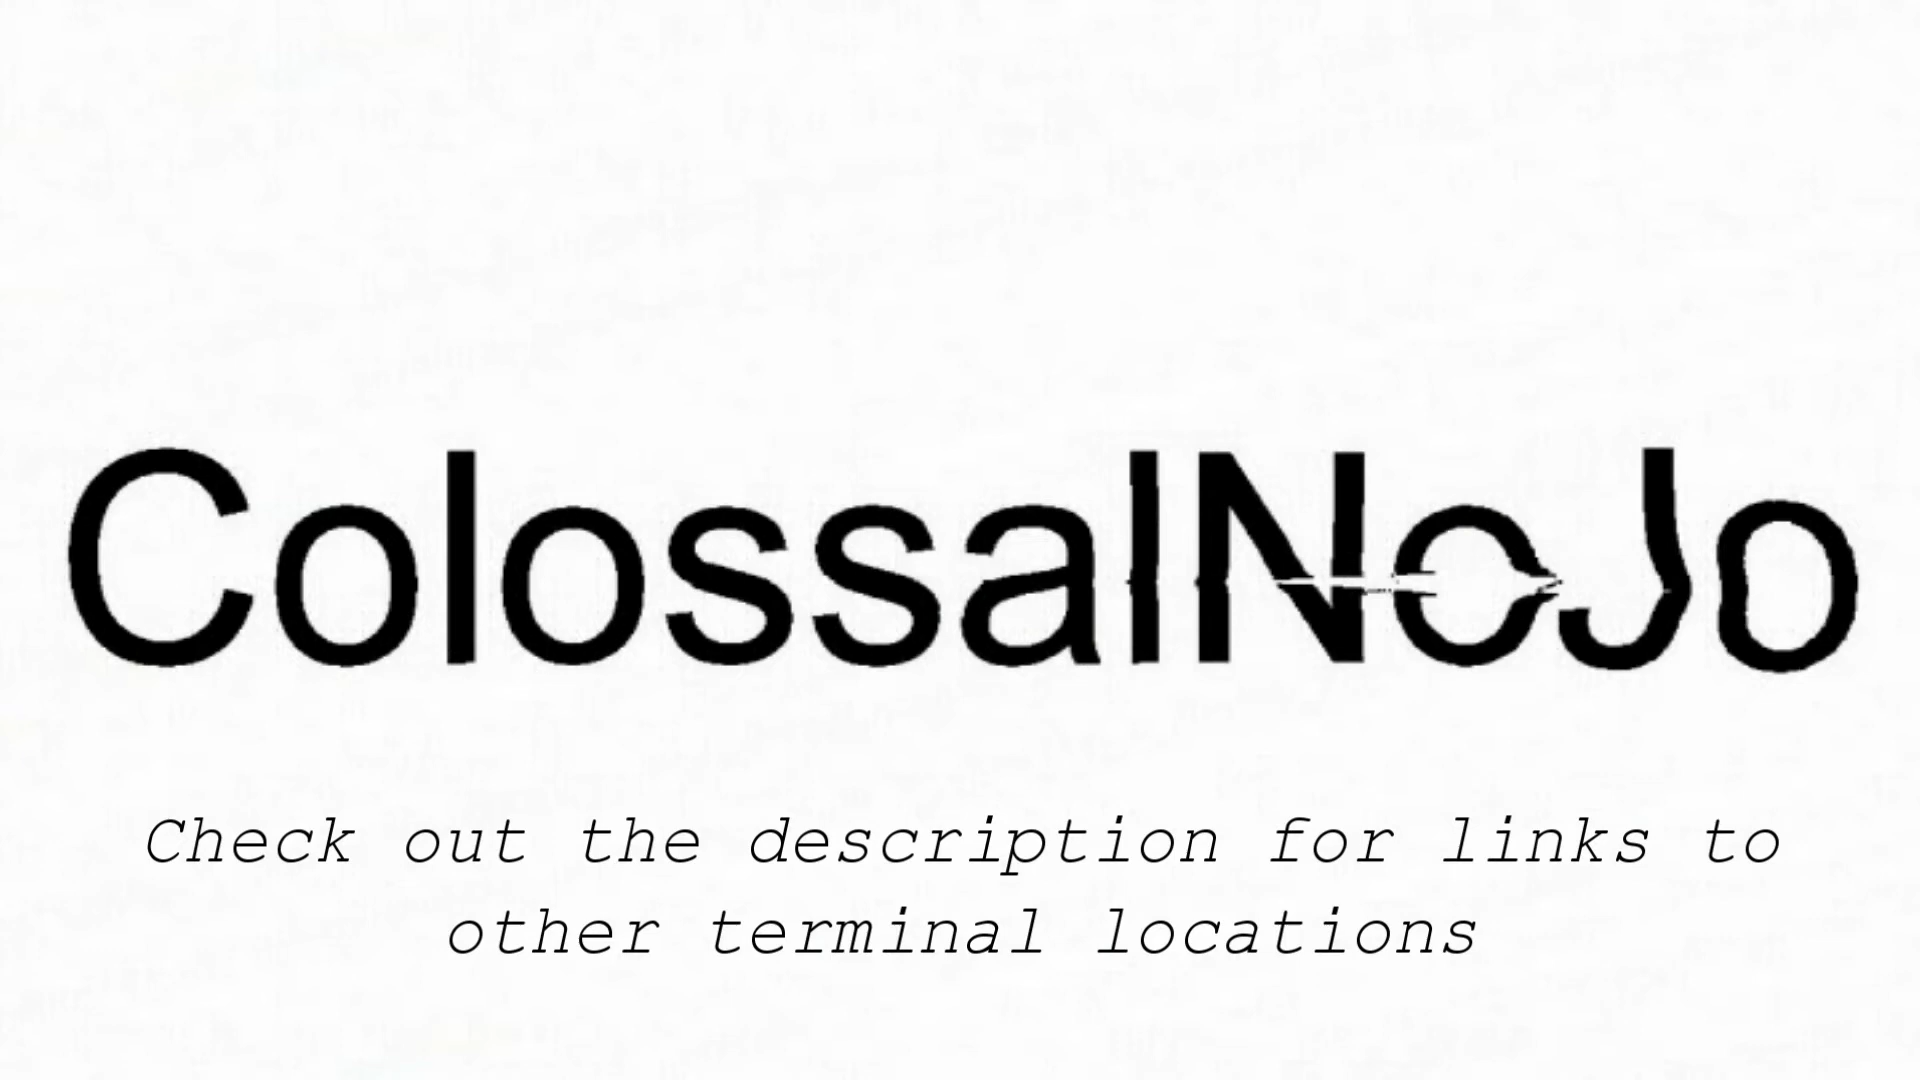 ColossalNoJo
Check out the description for links to
other terminal locations